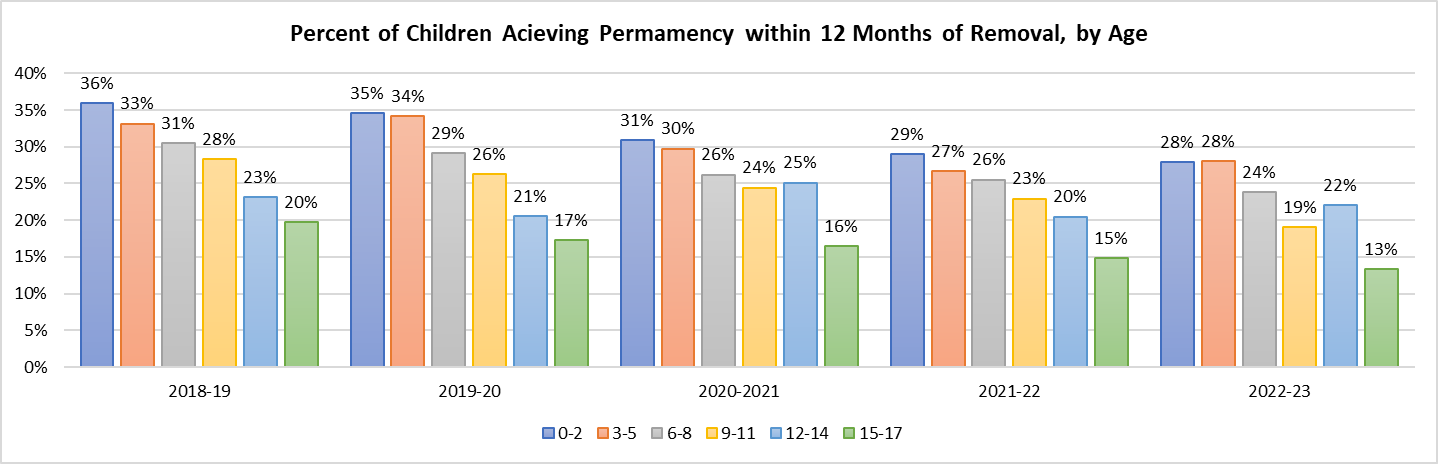 Percent of Children Acieving Permamency within 12 Months of Removal, by Age
40%
35%
30%
25%
20%
15%
10%
5%
0%
36% 33% 31% 28% 23% 20%
35% 34% 29% 26% 21% 17%
31% 30% 26% 24% 25% 16%
29% 27% 26% 23% 20% 15%
28% 28% 24% 19% 22% 13%
2018-19 2019-20 2020-2021 2021-22 2022-23
0-2 3-5 6-8 9-11 12-14 15-17